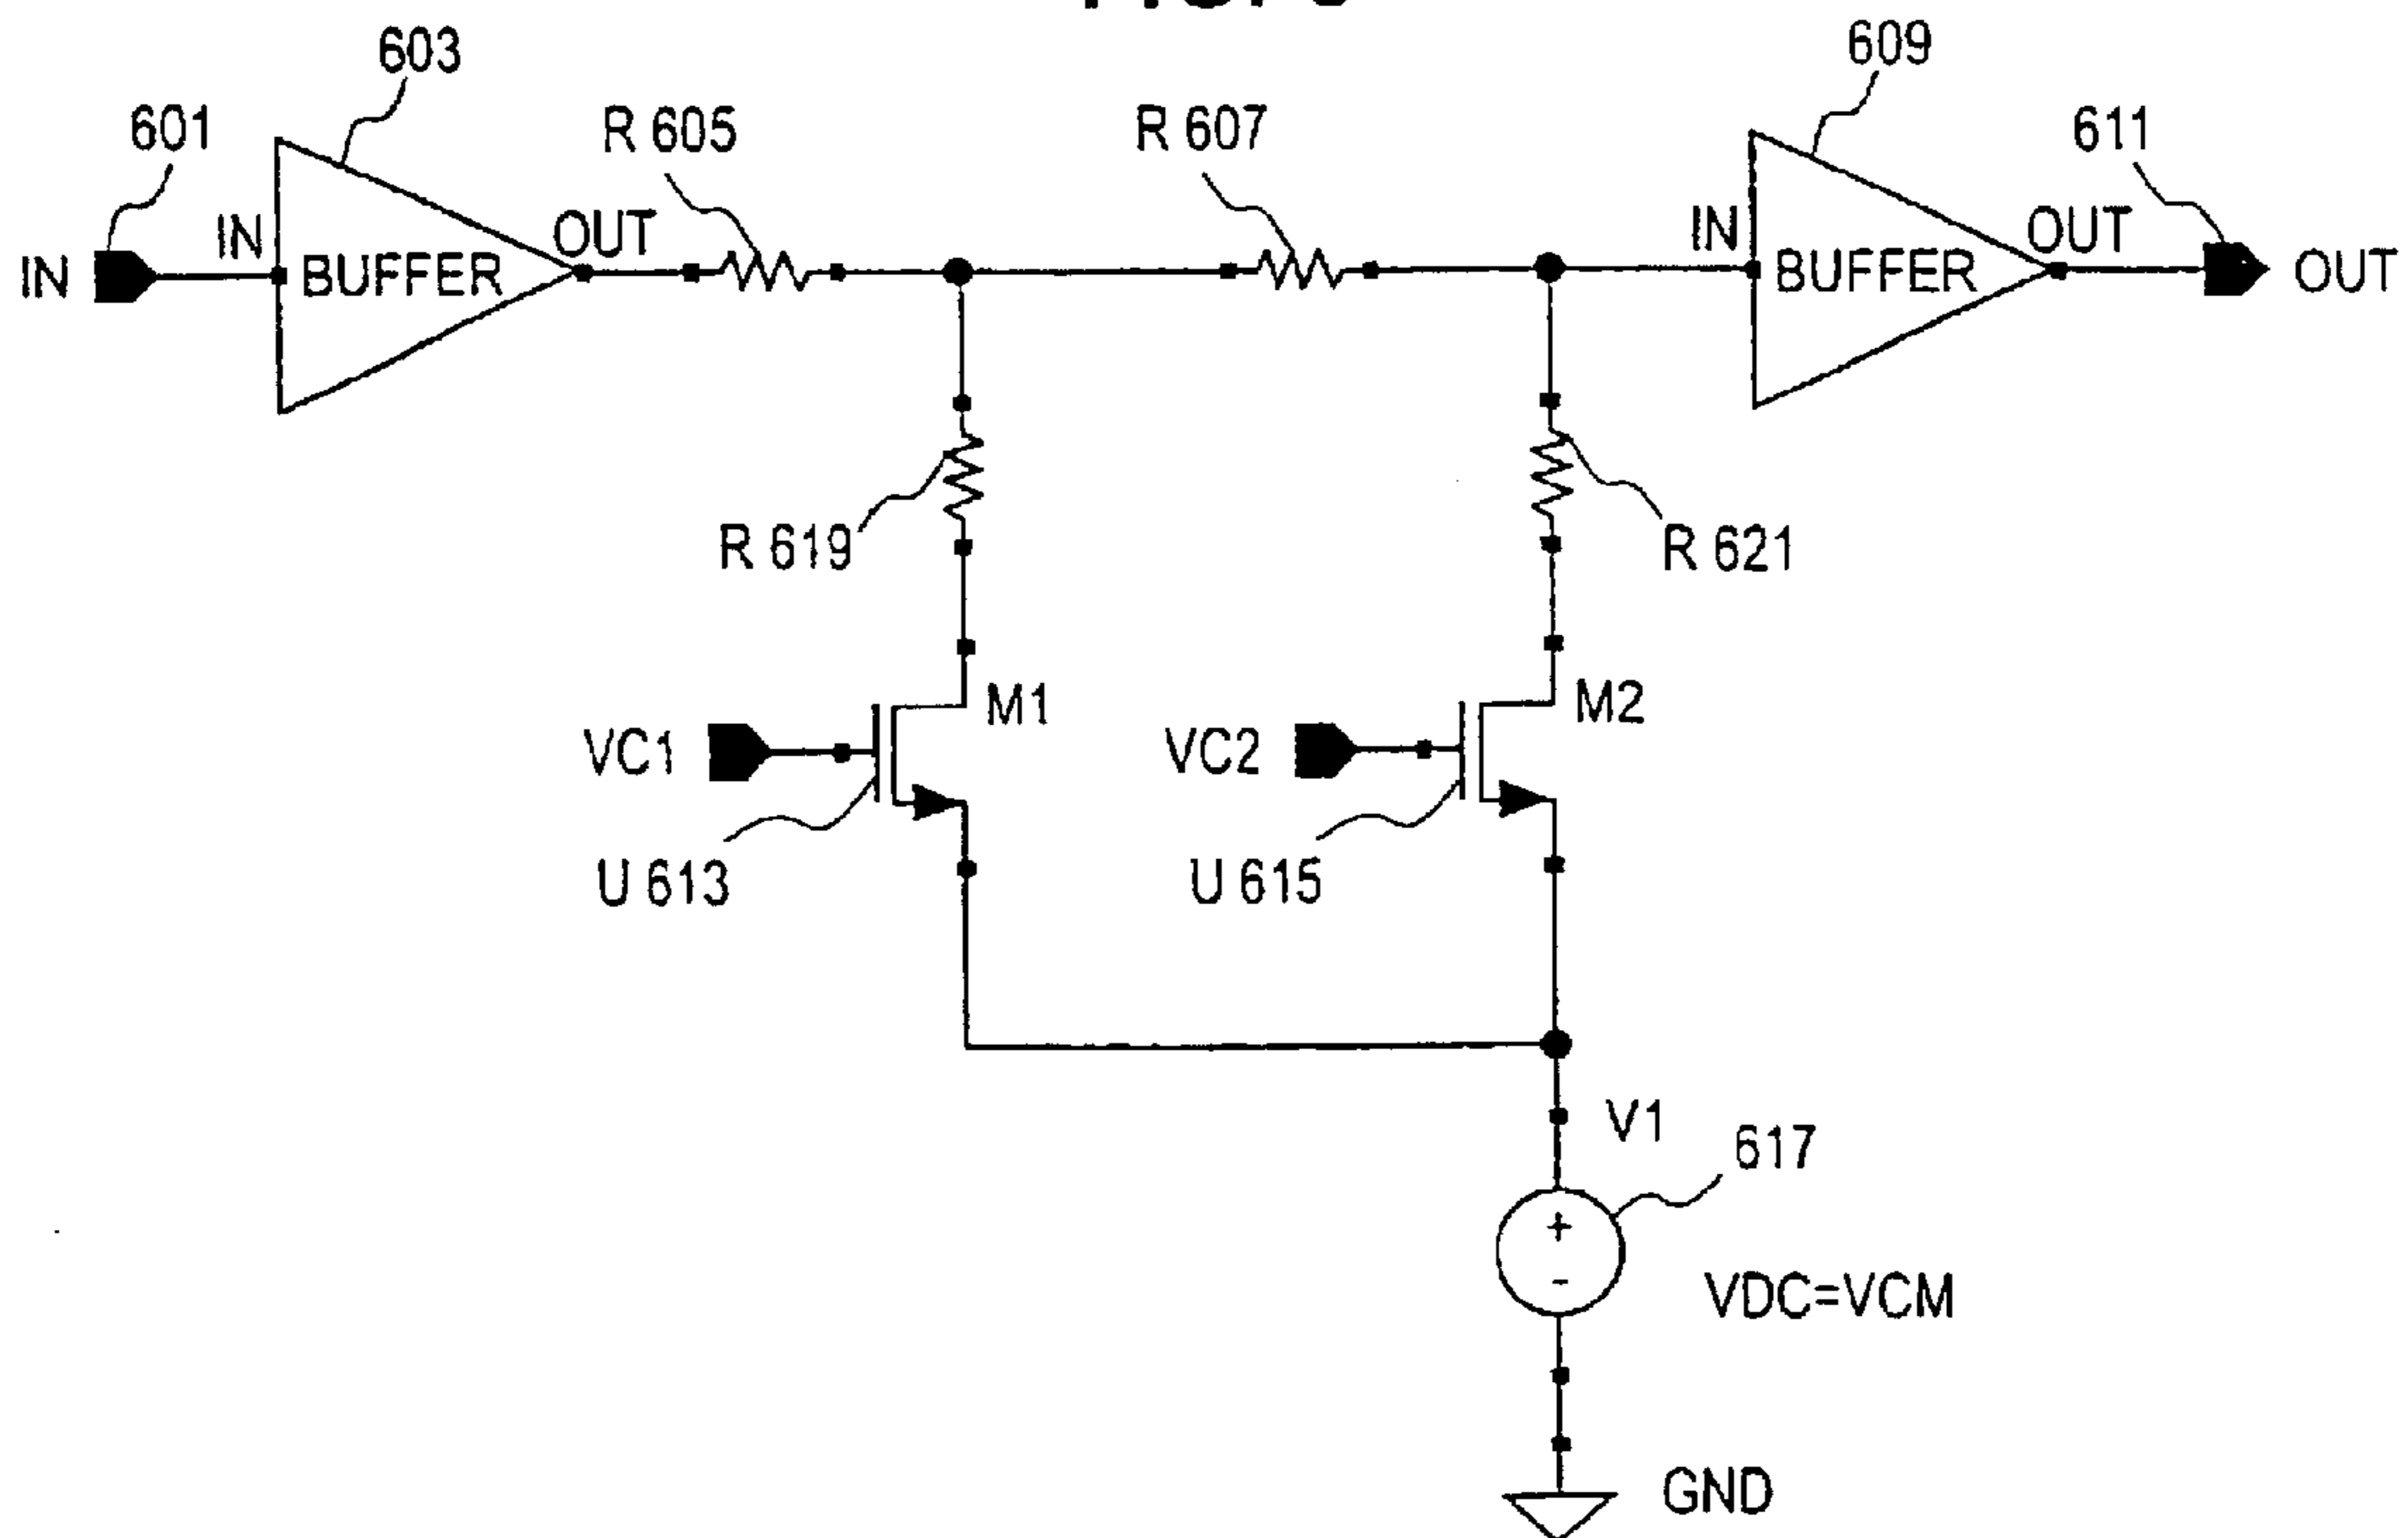 603
609
601
R 605
R 607
611
IN
IN
BUFFER
OUT
IN
BUFFER
OUT
OUT
R 619
R 621
M1
M2
VC1
VC2
U 613
U 615
V1
617
+
-
VDC=VCM
GND